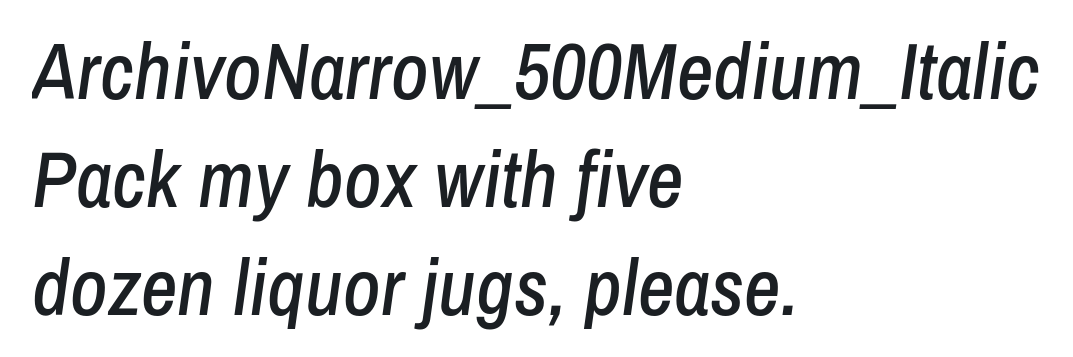 ArchivoNarrow_500Medium_Italic
Pack my box with five
dozen liquor jugs, please.